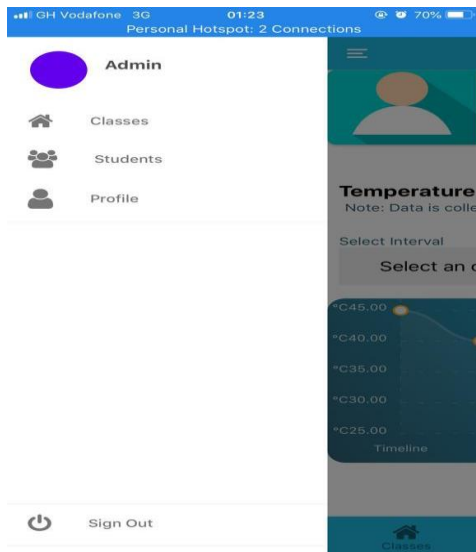 GH Vodafone 3G 01:23 70%
Personal Hotspot: 2 Connections
Admin
Classes
Students
Profile
Sign Out
Temperature
Note: Data is colle
Select Interval
Select an o
°C45.00
°C40.00
°C35.00
°C30.00
°C25.00
Timeline
Classes